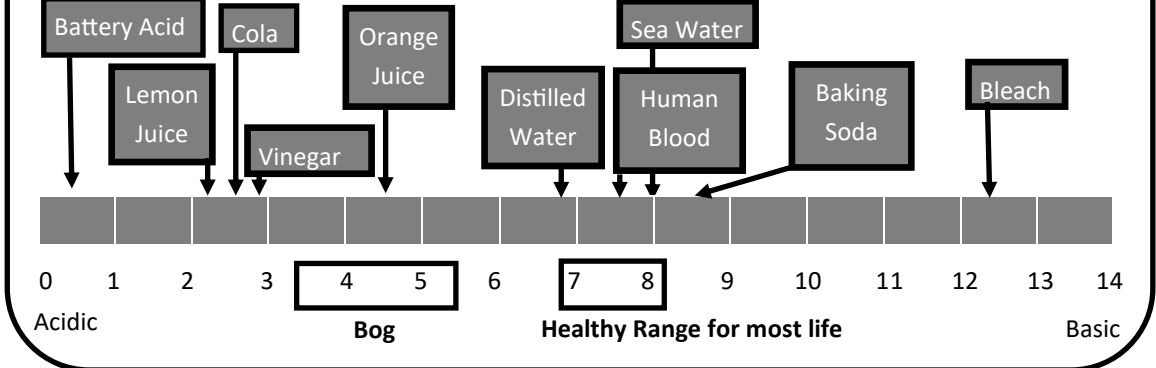 Battery Acid
Cola
Orange
Juice
Sea Water
Lemon
Juice
Vinegar
Distilled
Water
Human
Blood
Baking
Soda
Bleach
0 1 2 3 4 5 6 7 8 9 10 11 12 13 14
Acidic
Bog
Healthy Range for most life
Basic